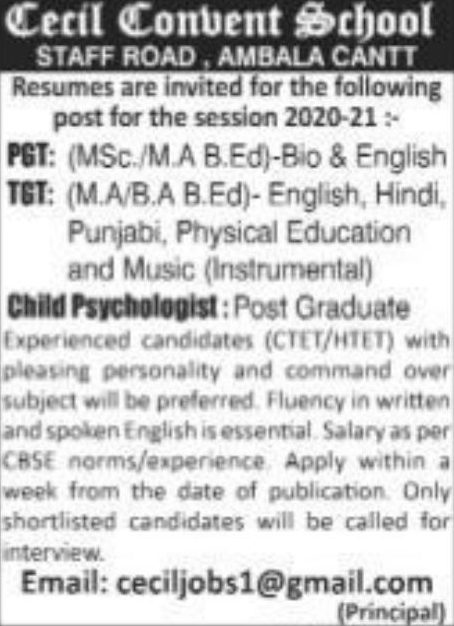 Cecil Convent School
STAFF ROAD , AMBALA CANTT
Resumes are invited for the following
post for the session 2020-21 :-
PGT: (MSc./M.A B.Ed)-Bio & English
TGT: (M.A/B.A B.Ed)- English, Hindi,
Punjabi, Physical Education
and Music (Instrumental)
Child Psychologist : Post Graduate
Experienced candidates (CTET/HTET) with
pleasing personality and command over
subject will be preferred. Fluency in written
and spoken English is essential. Salary as per
CBSE norms/experience. Apply within a
week from the date of publication. Only
shortlisted candidates will be called for
interview.
Email: ceciljobs1@gmail.com
(Principal)